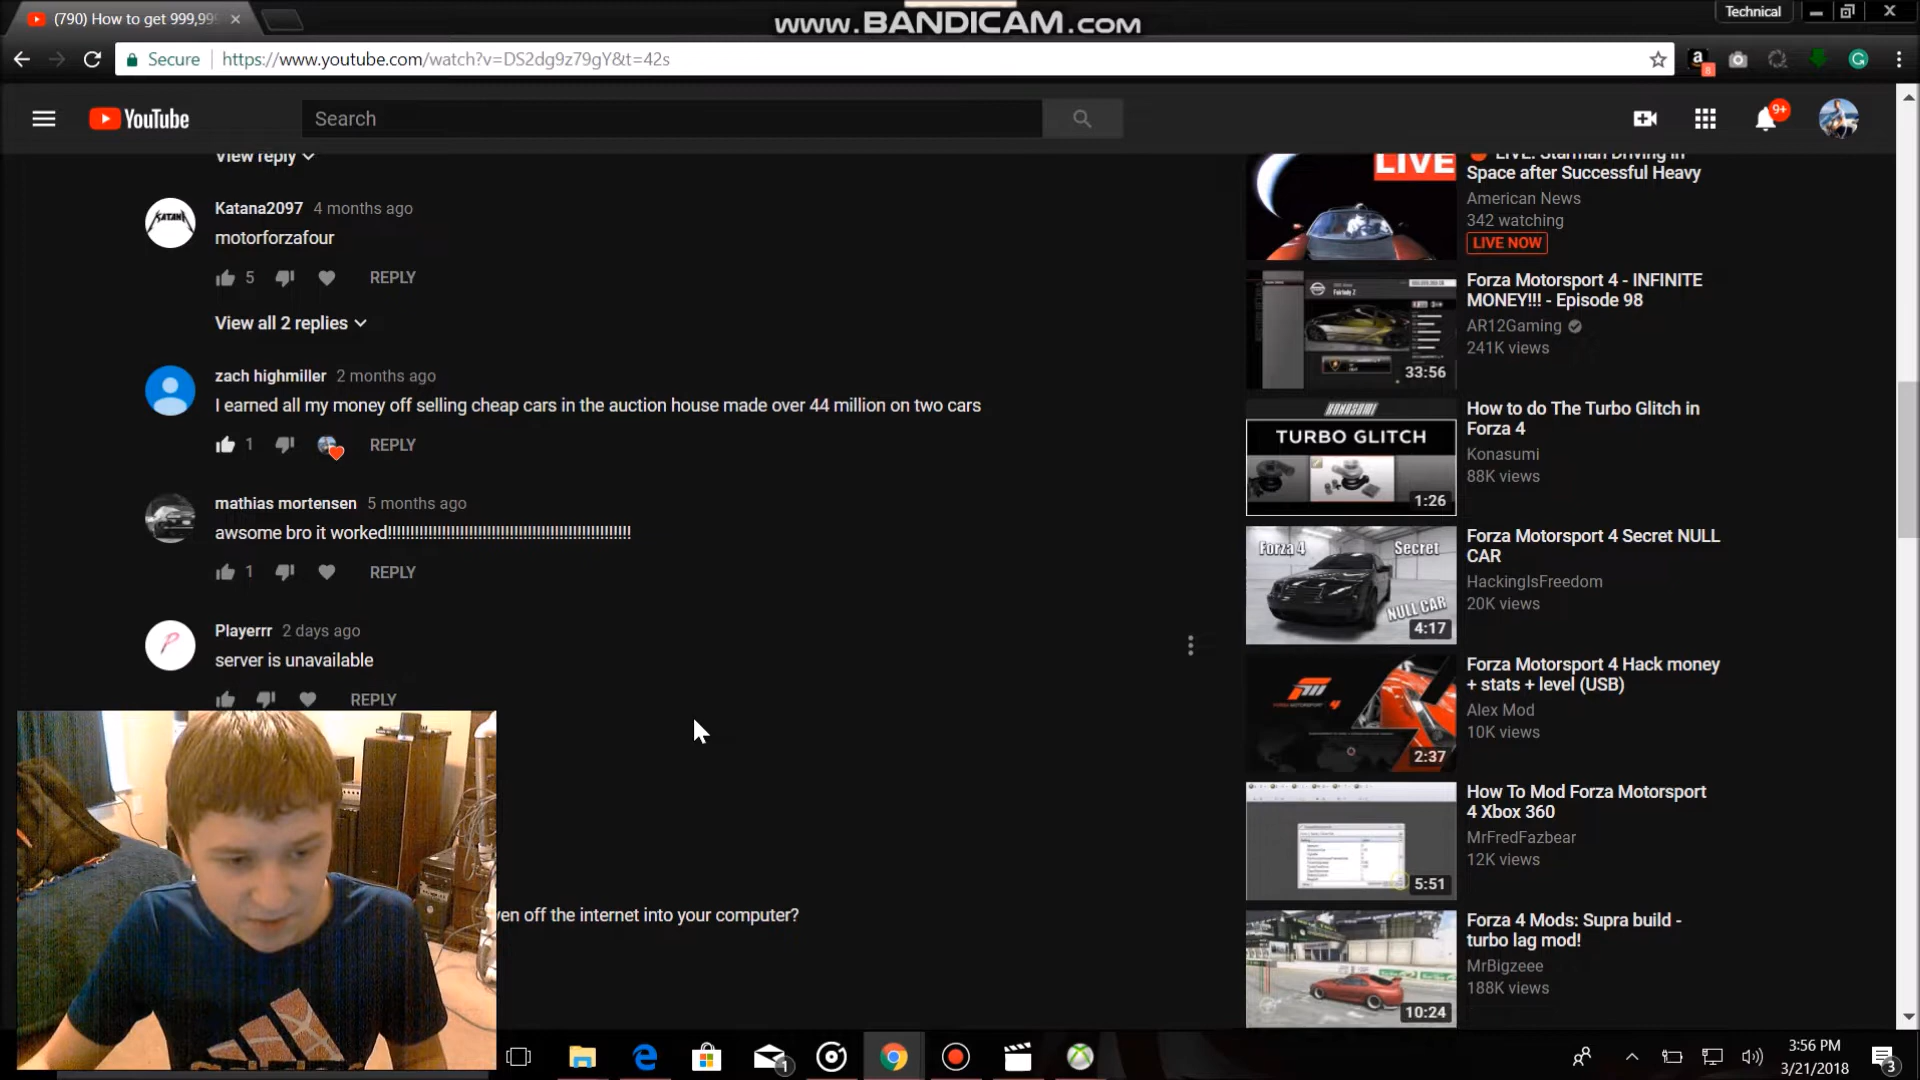 (790) How to get 999,99
www.BANDICAM.com
Technical
Secure
https://www.youtube.com/watch?v=DS2dg9z79gY&t=42s
8
YouTube
Search
9+
View reply
Katana2097 4 months ago
motorforzafour
5 REPLY
View all 2 replies
zach highmiller 2 months ago
I earned all my money off selling cheap cars in the auction house made over 44 million on two cars
1 REPLY
mathias mortensen 5 months ago
awsome bro it worked!!!!!!!!!!!!!!!!!!!!!!!!!!!!!!!!!!!!!!!!!!!!!!!!!!!!!
1 REPLY
Playerrr 2 days ago
server is unavailable
REPLY
off the internet into your computer?
LIVE
LIVE: Starman Driving in
Space after Successful Heavy
American News
342 watching
LIVE NOW
33:56
Forza Motorsport 4 - INFINITE
MONEY!!! - Episode 98
AR12Gaming
241K views
KONASUMI
TURBO GLITCH
1:26
How to do The Turbo Glitch in
Forza 4
Konasumi
88K views
Forza 4 Secret
NULL CAR
4:17
Forza Motorsport 4 Secret NULL
CAR
HackingIsFreedom
20K views
2:37
Forza Motorsport 4 Hack money
+ stats + level (USB)
Alex Mod
10K views
5:51
How To Mod Forza Motorsport
4 Xbox 360
MrFredFazbear
12K views
10:24
Forza 4 Mods: Supra build -
turbo lag mod!
MrBigzeee
188K views
1
3:56 PM
3/21/2018
3